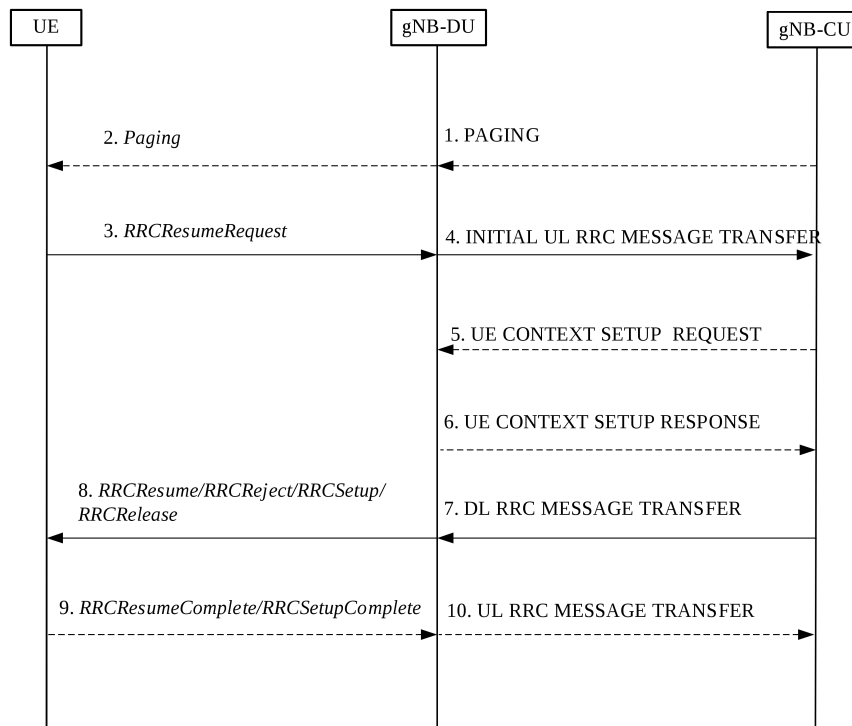 UE
gNB-DU
gNB-CU
2. Paging
1. PAGING
3. RRCResumeRequest
4. INITIAL UL RRC MESSAGE TRANSFER
5. UE CONTEXT SETUP  REQUEST
6. UE CONTEXT SETUP RESPONSE
8. RRCResume/RRCReject/RRCSetup/
RRCRelease
7. DL RRC MESSAGE TRANSFER
9. RRCResumeComplete/RRCSetupComplete
10. UL RRC MESSAGE TRANSFER